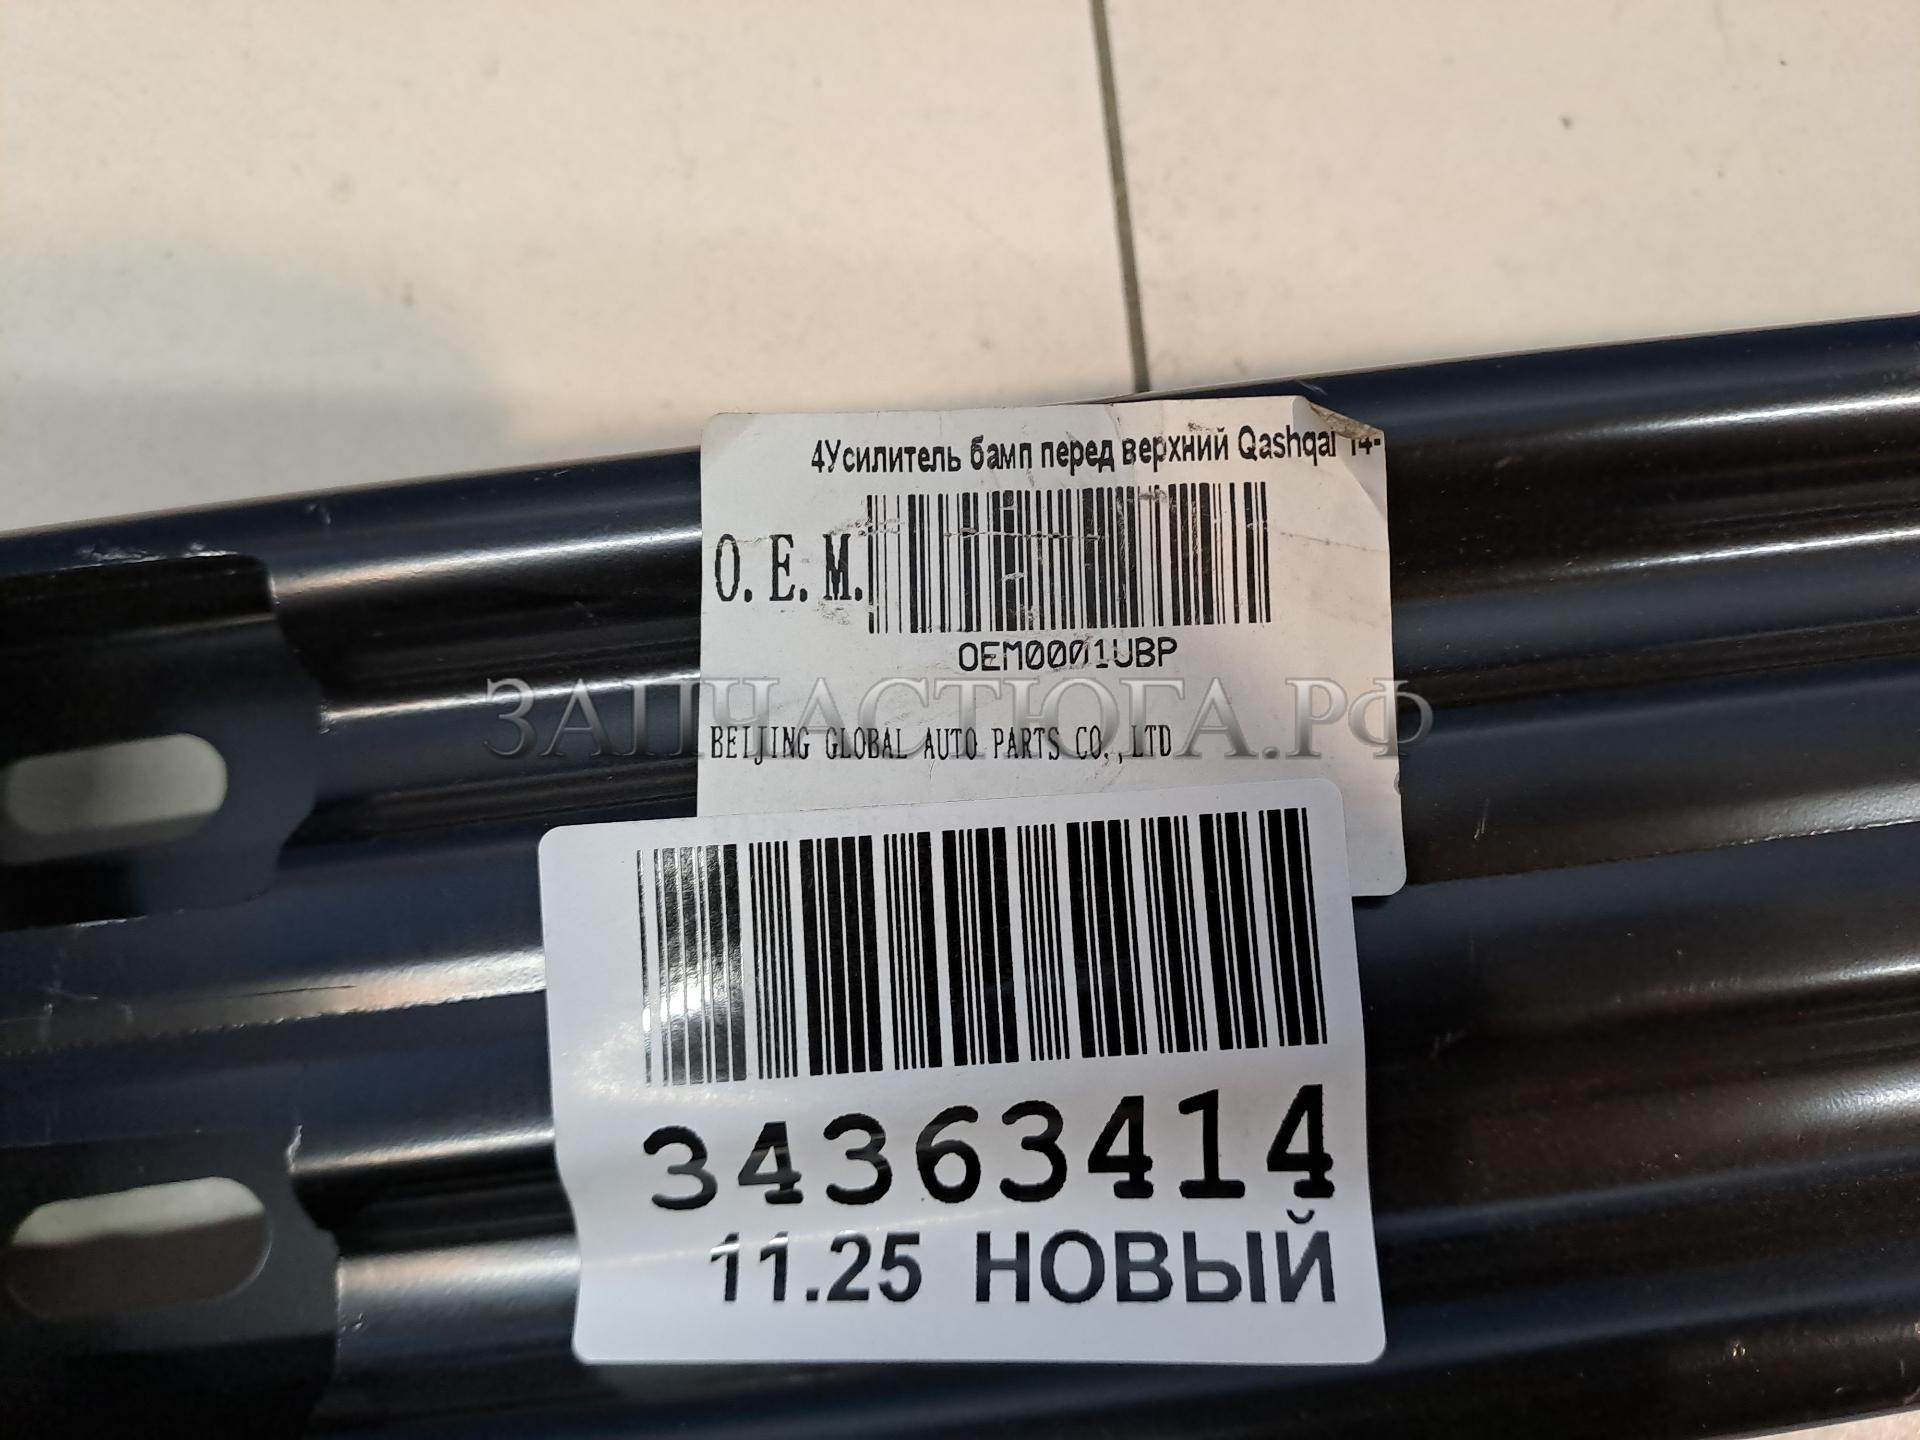 4Усилитель бамп перед верхний Qashqai 14-
O.E.M.
OEM0001UBP
ЗАПЧАСТЮГА.РФ
BEIJING GLOBAL AUTO PARTS CO.,LTD
34363414
11.25 НОВЫЙ